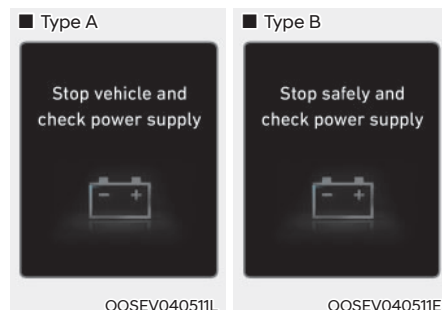 ■ Type A
Stop vehicle and
check power supply
- +
OOSEV040511L
■ Type B
Stop safely and
check power supply
- +
OOSEV040511E